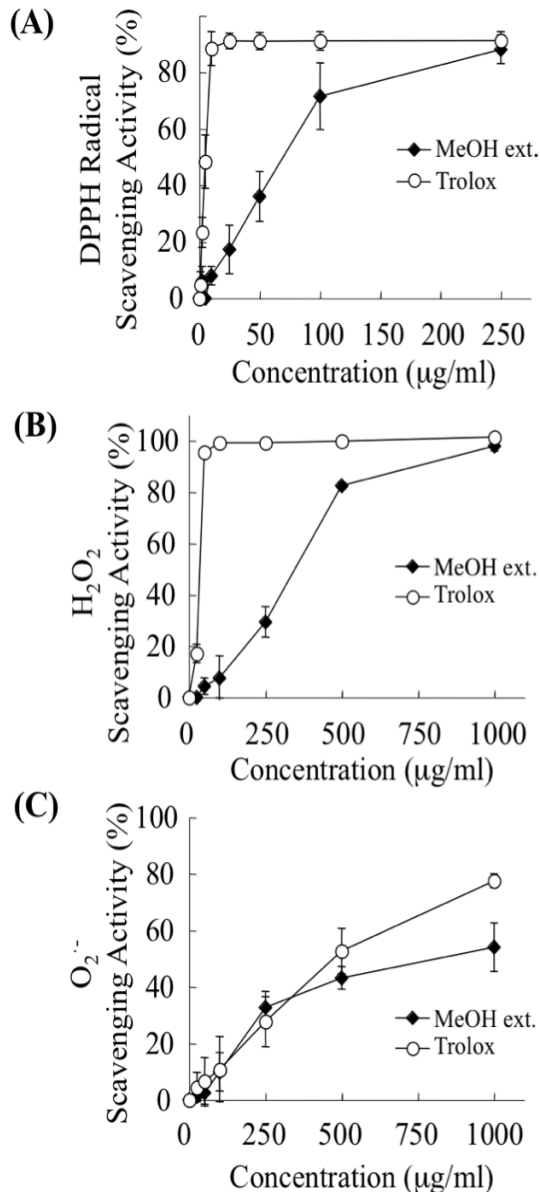 (A)
DPPH Radical
Scavenging Activity (%)
80
60
40
20
0
MeOH ext.
Trolox
0 50 100 150 200 250
Concentration (μg/ml)
(B)
H₂O₂
Scavenging Activity (%)
100
80
60
40
20
0
MeOH ext.
Trolox
0 250 500 750 1000
Concentration (μg/ml)
(C)
O₂·-
Scavenging Activity (%)
100
80
60
40
20
0
MeOH ext.
Trolox
0 250 500 750 1000
Concentration (μg/ml)